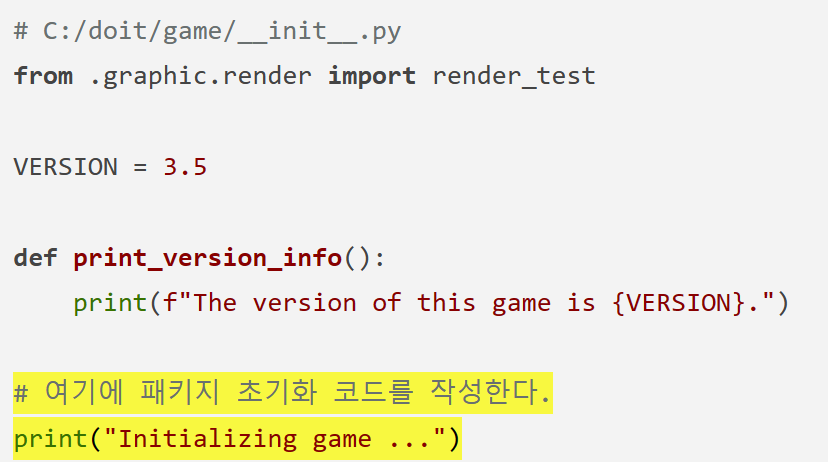 # C:/doit/game/__init__.py
from .graphic.render import render_test
VERSION = 3.5
def print_version_info():
    print(f"The version of this game is {VERSION}.")
# 여기에 패키지 초기화 코드를 작성한다.
print("Initializing game ...")